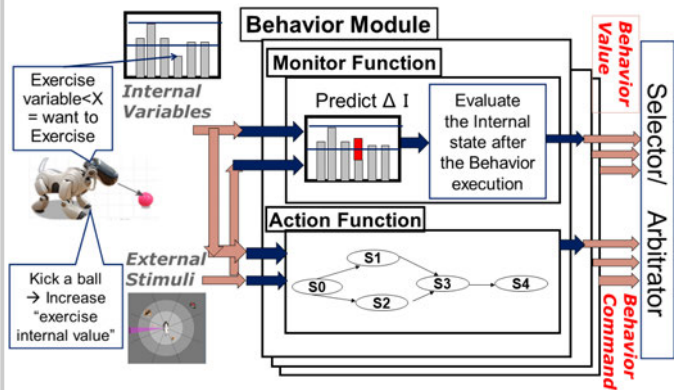 Behavior Module
Monitor Function
Exercise
variable<X
= want to
Exercise
Internal
Variables
Predict Δ I
Evaluate
the Internal
state after
the Behavior
execution
Behavior
Value
Selector/ Arbitrator
Kick a ball
→ Increase
“exercise
internal value”
External
Stimuli
Action Function
S0
S1
S2
S3
S4
Behavior
Command